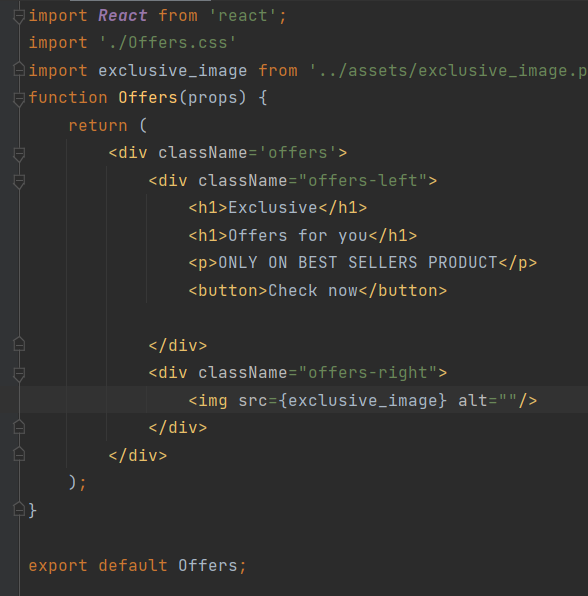 import React from 'react';
import './Offers.css'
import exclusive_image from '../assets/exclusive_image.p
function Offers(props) {
    return (
        <div className='offers'>
            <div className="offers-left">
                <h1>Exclusive</h1>
                <h1>Offers for you</h1>
                <p>ONLY ON BEST SELLERS PRODUCT</p>
                <button>Check now</button>
            </div>
            <div className="offers-right">
                <img src={exclusive_image} alt=""/>
            </div>
        </div>
    );
}
export default Offers;